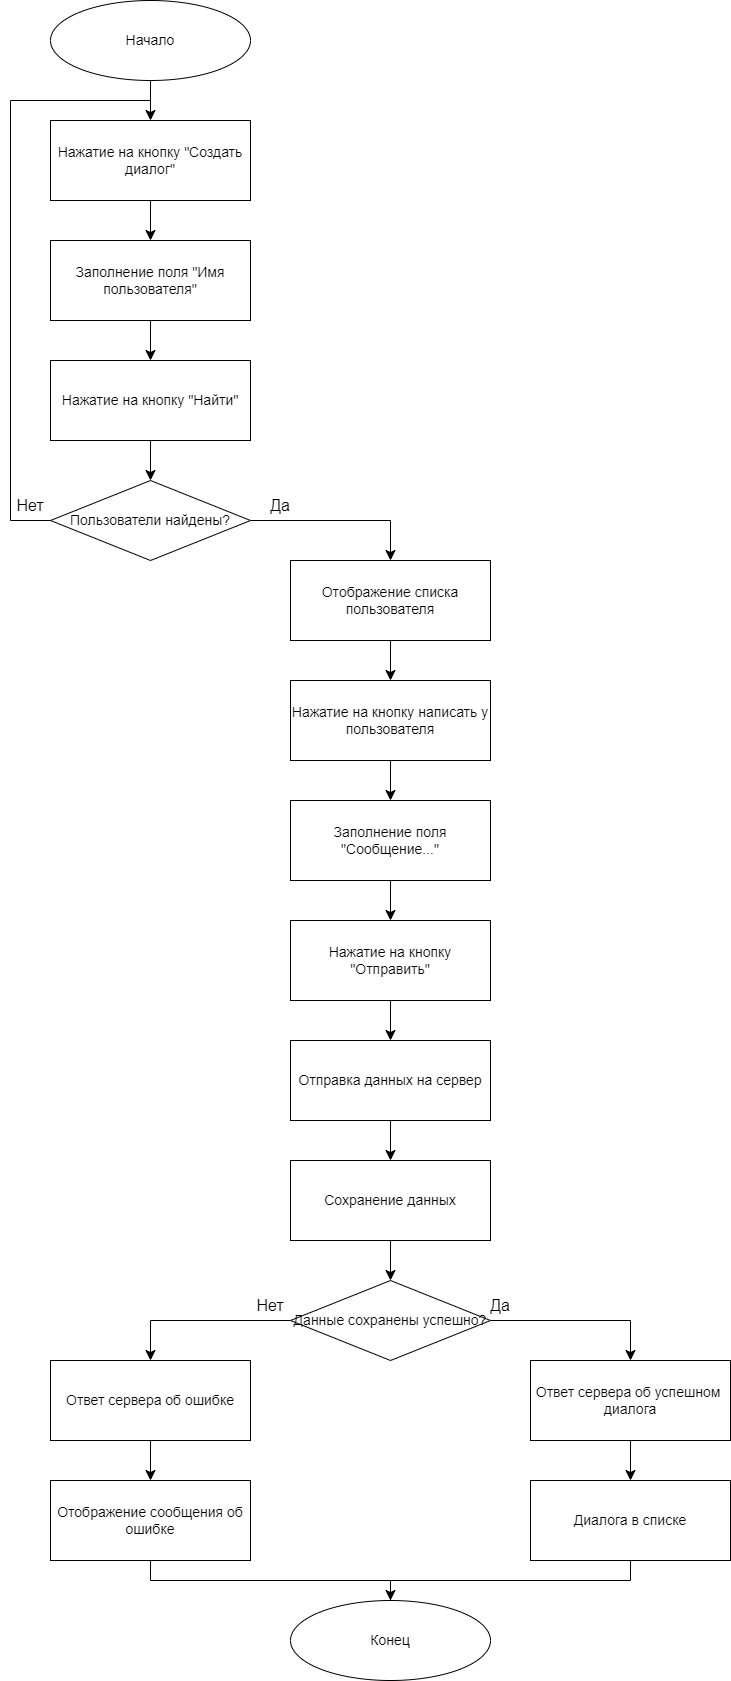 Начало
Нажатие на кнопку "Создать
диалог"
Заполнение поля "Имя
пользователя"
Нажатие на кнопку "Найти"
Нет
Пользователи найдены?
Да
Отображение списка
пользователя
Нажатие на кнопку написать у
пользователя
Заполнение поля
"Сообщение..."
Нажатие на кнопку
"Отправить"
Отправка данных на сервер
Сохранение данных
Нет
Данные сохранены успешно?
Да
Ответ сервера об ошибке
Ответ сервера об успешном
диалога
Отображение сообщения об
ошибке
Диалога в списке
Конец